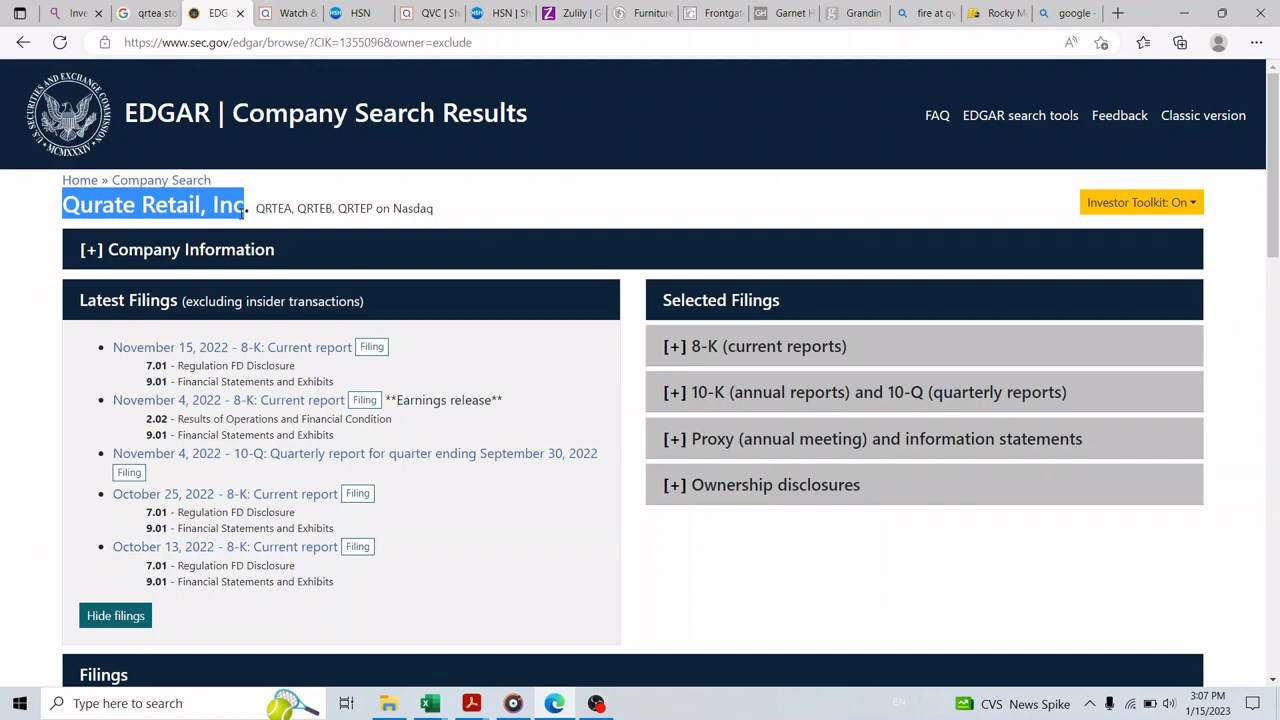 Inves
qrtea sto
EDG
Watch &
HSN
QVC | Sh
HSN | Sh
Zulily | G
Furniture
Frontgat
Garnet H
Grandin
fire at qv
Rocky M
google -
https://www.sec.gov/edgar/browse/?CIK=1355096&owner=exclude
EDGAR | Company Search Results
FAQ
EDGAR search tools
Feedback
Classic version
Home » Company Search
Qurate Retail, Inc. QRTEA, QRTEB, QRTEP on Nasdaq
Investor Toolkit: On
[+] Company Information
Latest Filings (excluding insider transactions)
November 15, 2022 - 8-K: Current report Filing
7.01 - Regulation FD Disclosure
9.01 - Financial Statements and Exhibits
November 4, 2022 - 8-K: Current report Filing **Earnings release**
2.02 - Results of Operations and Financial Condition
9.01 - Financial Statements and Exhibits
November 4, 2022 - 10-Q: Quarterly report for quarter ending September 30, 2022
Filing
October 25, 2022 - 8-K: Current report Filing
7.01 - Regulation FD Disclosure
9.01 - Financial Statements and Exhibits
October 13, 2022 - 8-K: Current report Filing
7.01 - Regulation FD Disclosure
9.01 - Financial Statements and Exhibits
Hide filings
Selected Filings
[+] 8-K (current reports)
[+] 10-K (annual reports) and 10-Q (quarterly reports)
[+] Proxy (annual meeting) and information statements
[+] Ownership disclosures
Filings
Type here to search
EN
CVS News Spike
3:07 PM
1/15/2023